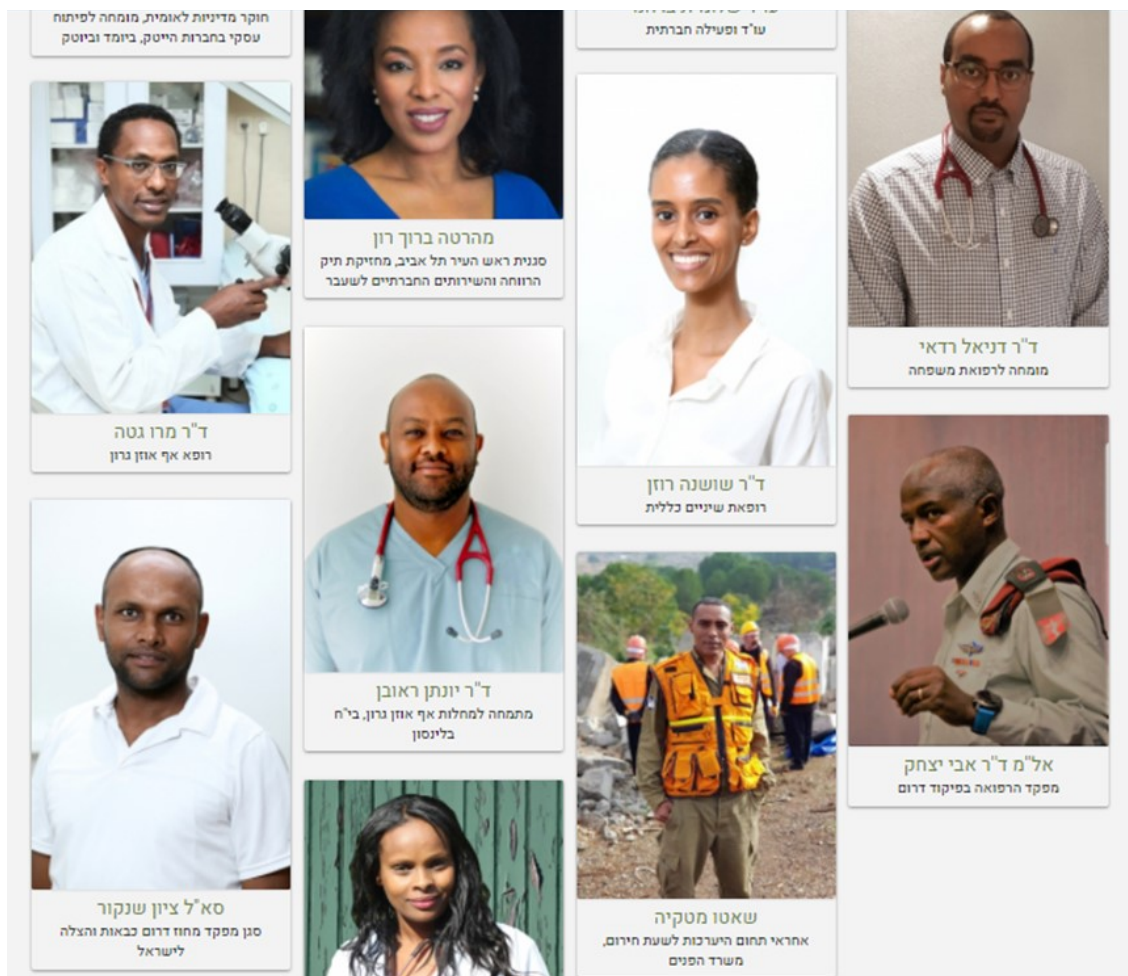 חוקר מדיניות לאומית, מומחה לפיתוח
עסקי בחברות הייטק, ביומד וביוטק
ד"ר מרו גטה
רופא אף אוזן גרון
סא"ל ציון שנקור
סגן מפקד מחוז דרום כבאות והצלה
לישראל
מהרטה ברוך רון
סגנית ראש העיר תל אביב, מחזיקת תיק
הרווחה והשירותים החברתיים לשעבר
ד"ר יונתן ראובן
מתמחה למחלות אף אוזן גרון, בי"ח
בלינסון
עו"ד ופעילה חברתית
ד"ר שושנה רוזן
רופאת שיניים כללית
שאטו מטקיה
אחראי תחום היערכות לשעת חירום,
משרד הפנים
ד"ר דניאל רדאי
מומחה לרפואת משפחה
אל"מ ד"ר אבי יצחק
מפקד הרפואה בפיקוד דרום